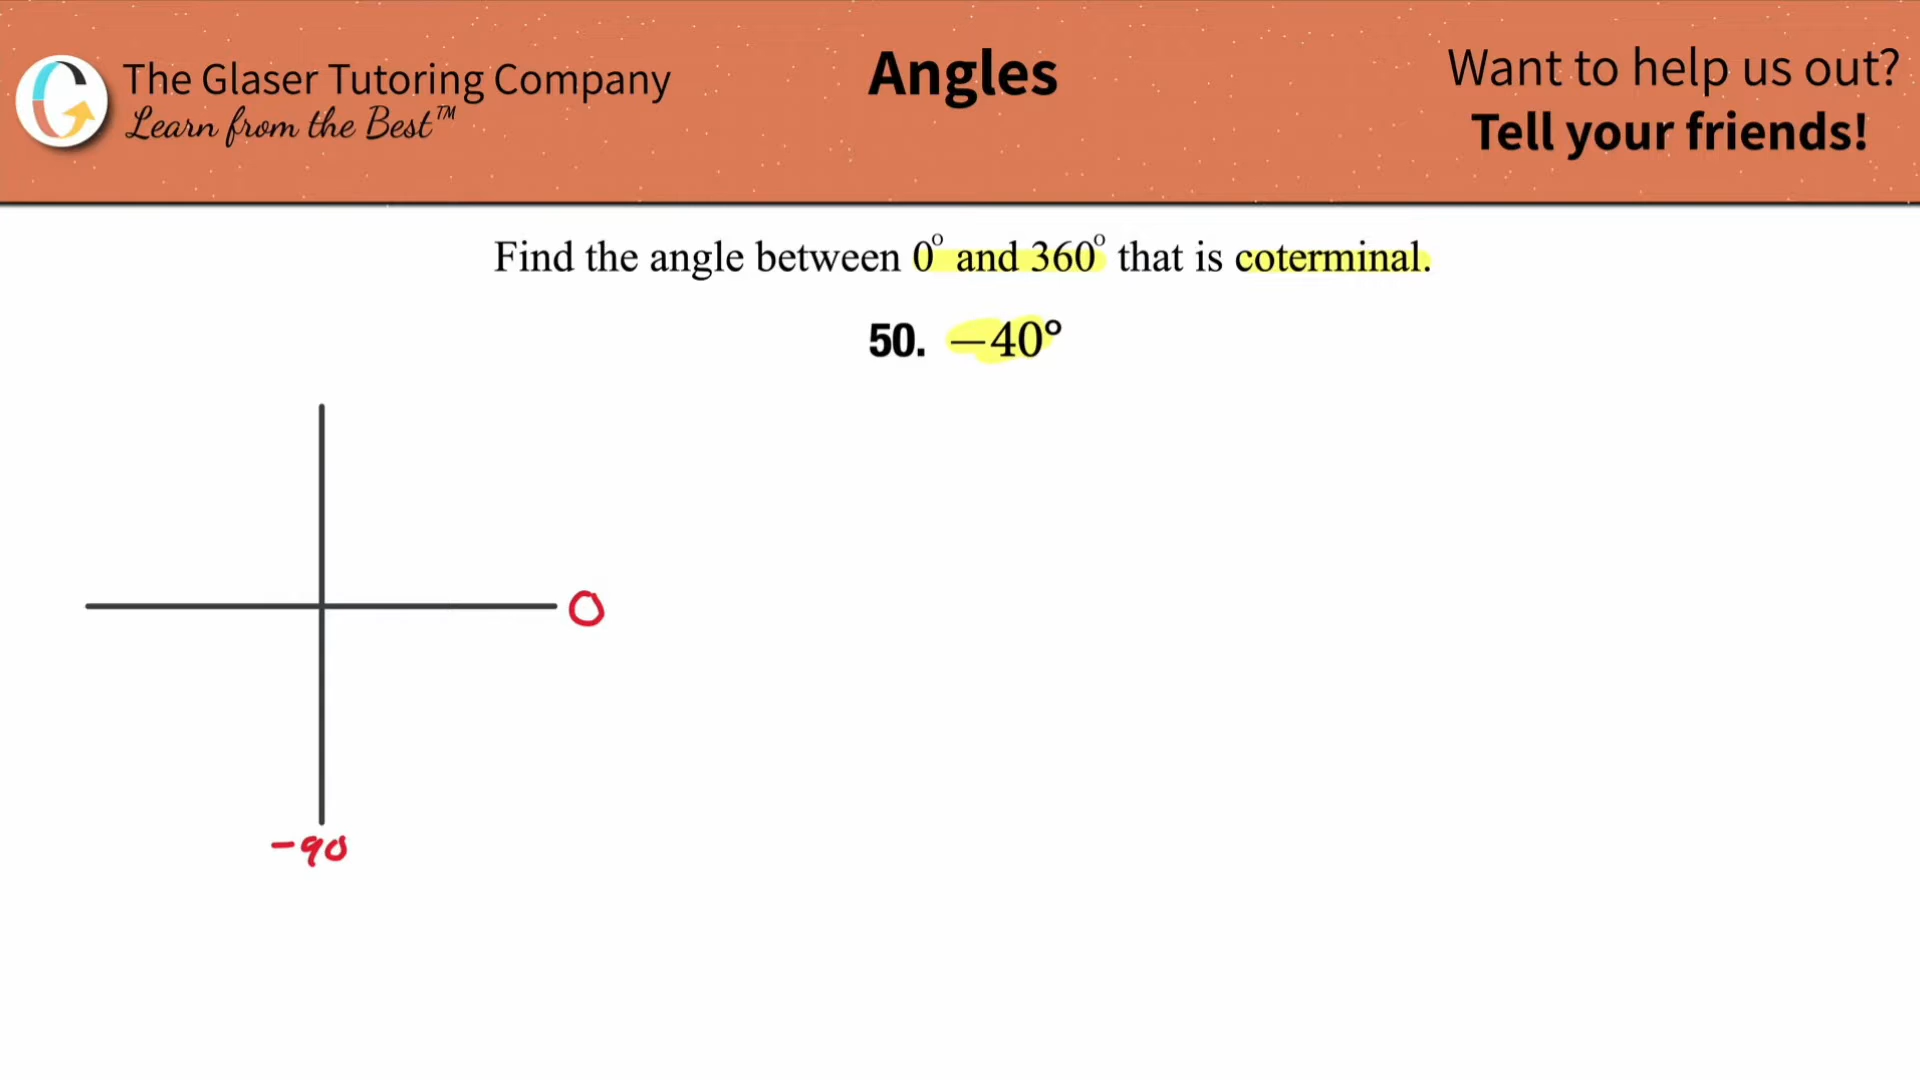 The Glaser Tutoring Company
Learn from the Best™
Angles
Want to help us out?
Tell your friends!
Find the angle between 0° and 360° that is coterminal.
50. −40°
0
-90